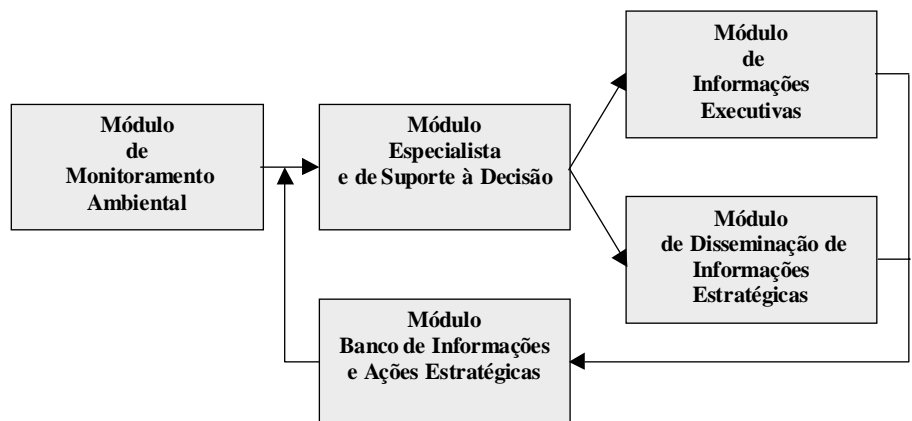 Módulo
de
Monitoramento
Ambiental
Módulo
Especialista
e de Suporte à Decisão
Módulo
de
Informações
Executivas
Módulo
de Disseminação de
Informações
Estratégicas
Módulo
Banco de Informações
e Ações Estratégicas